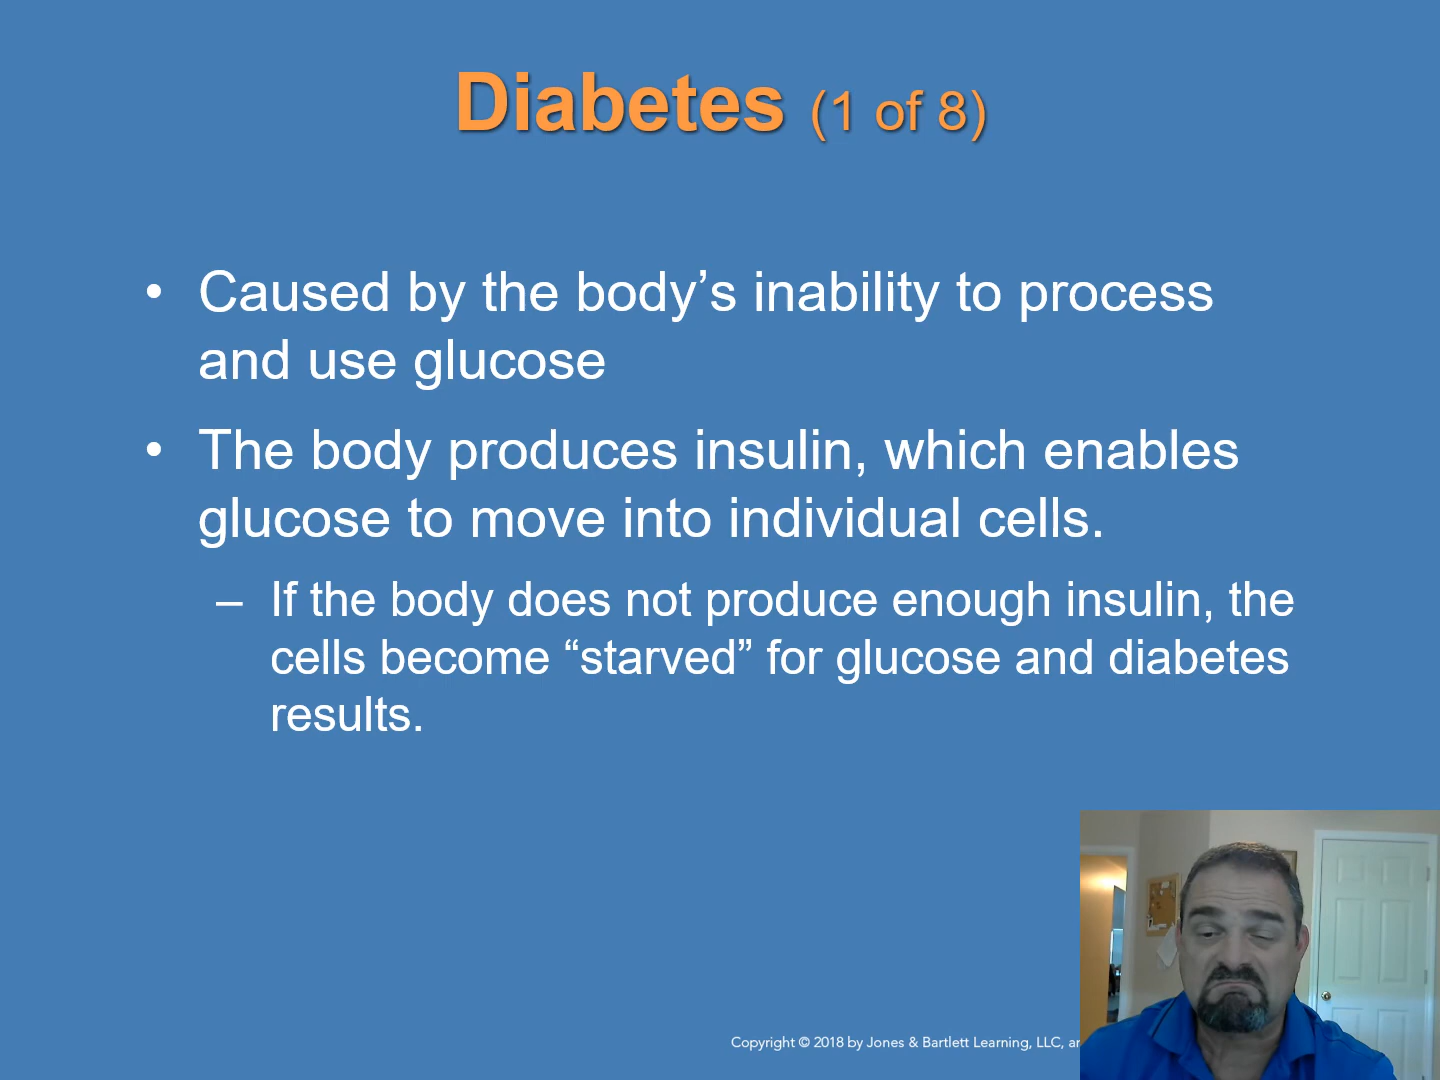 Diabetes (1 of 8)
• Caused by the body’s inability to process
and use glucose
• The body produces insulin, which enables
glucose to move into individual cells.
– If the body does not produce enough insulin, the
cells become “starved” for glucose and diabetes
results.
Copyright © 2018 by Jones & Bartlett Learning, LLC,